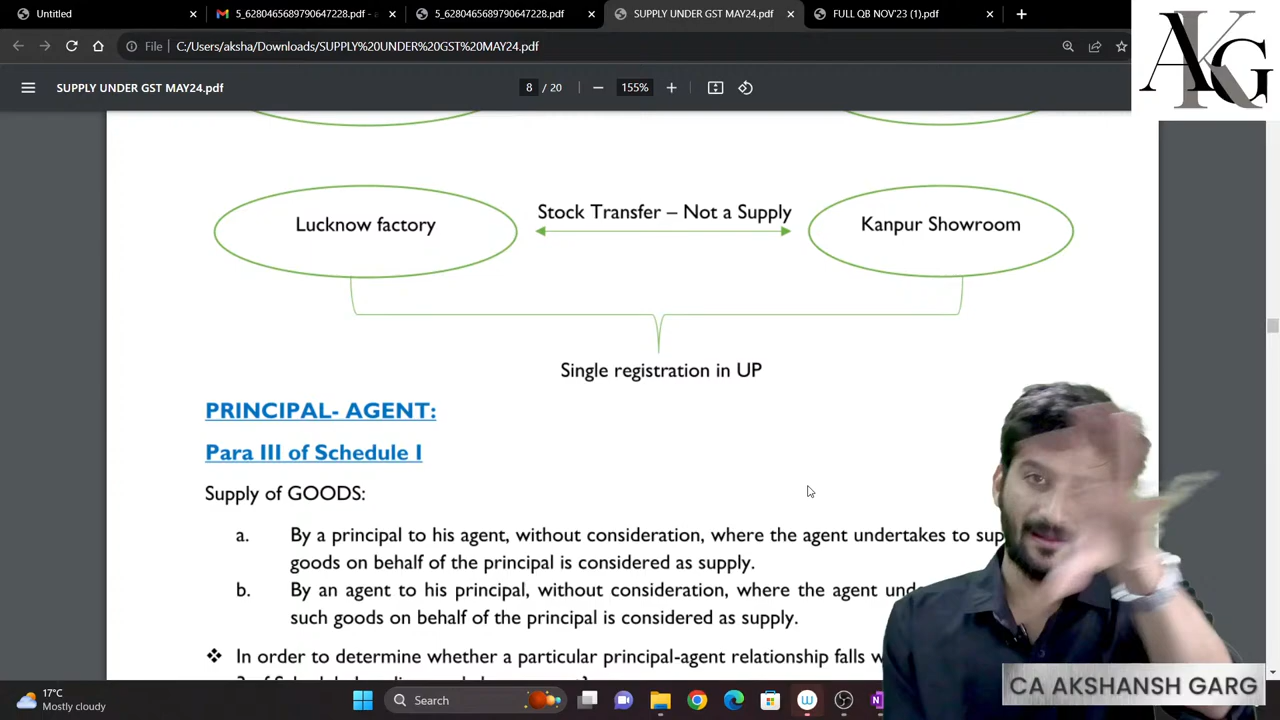 Untitled
5_6280465689790647228.pdf - a
5_6280465689790647228.pdf
SUPPLY UNDER GST MAY24.pdf
FULL QB NOV'23 (1).pdf
File
C:/Users/aksha/Downloads/SUPPLY%20UNDER%20GST%20MAY24.pdf
SUPPLY UNDER GST MAY24.pdf
8 / 20
155%
AKG
Lucknow factory
Stock Transfer – Not a Supply
Kanpur Showroom
Single registration in UP
PRINCIPAL- AGENT:
Para III of Schedule I
Supply of GOODS:
a. By a principal to his agent, without consideration, where the agent undertakes to sup
goods on behalf of the principal is considered as supply.
b. By an agent to his principal, without consideration, where the agent und
such goods on behalf of the principal is considered as supply.
❖ In order to determine whether a particular principal-agent relationship falls w
CA AKSHANSH GARG
17°C
Mostly cloudy
Search